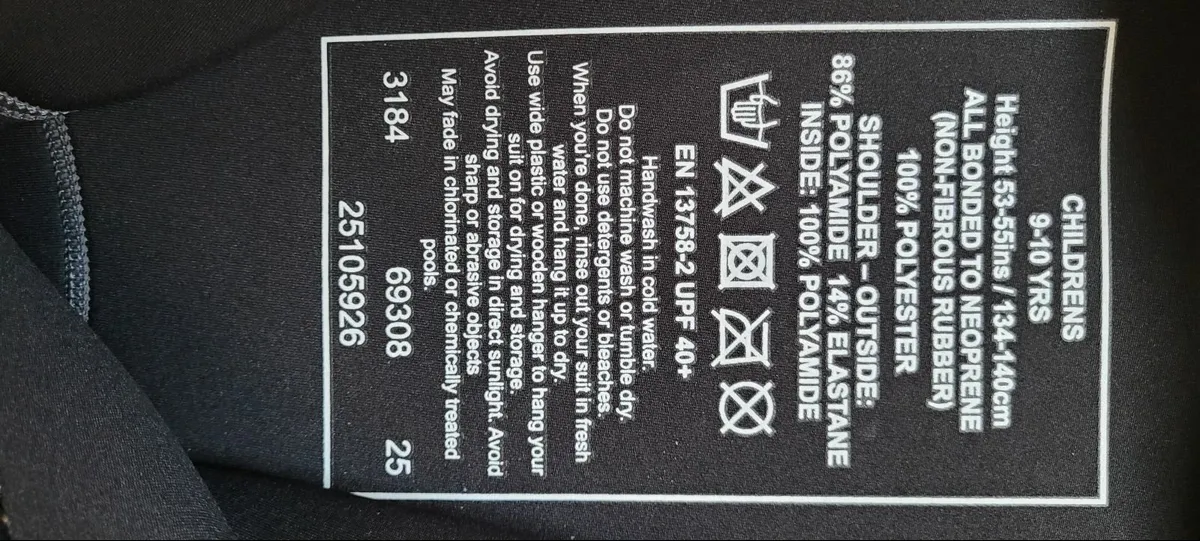 CHILDRENS
9-10 YRS
Height 53-55ins / 134-140cm
ALL BONDED TO NEOPRENE
(NON-FIBROUS RUBBER)
100% POLYESTER
SHOULDER – OUTSIDE:
86% POLYAMIDE 14% ELASTANE
INSIDE: 100% POLYAMIDE
EN 13758-2 UPF 40+
Handwash in cold water.
Do not machine wash or tumble dry.
Do not use detergents or bleaches.
When you're done, rinse out your suit in fresh
water and hang it up to dry.
Use wide plastic or wooden hanger to hang your
suit on for drying and storage.
Avoid drying and storage in direct sunlight. Avoid
sharp or abrasive objects
May fade in chlorinated or chemically treated
pools.
3184 69308 25
25105926